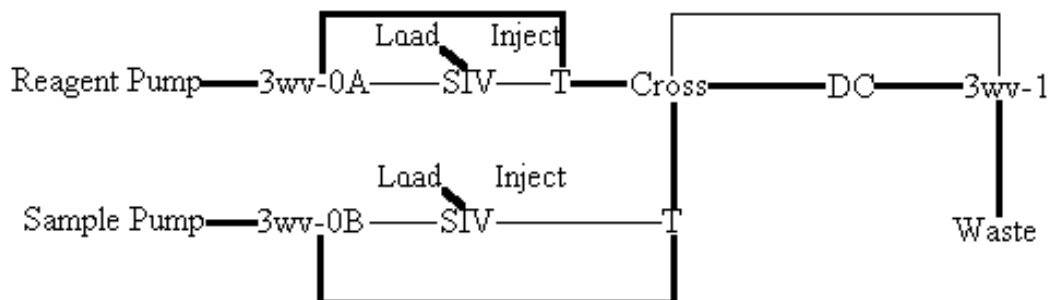 Load Inject
Reagent Pump 3wv-0A SIV T Cross DC 3wv-1
Load Inject
Sample Pump 3wv-0B SIV T Waste